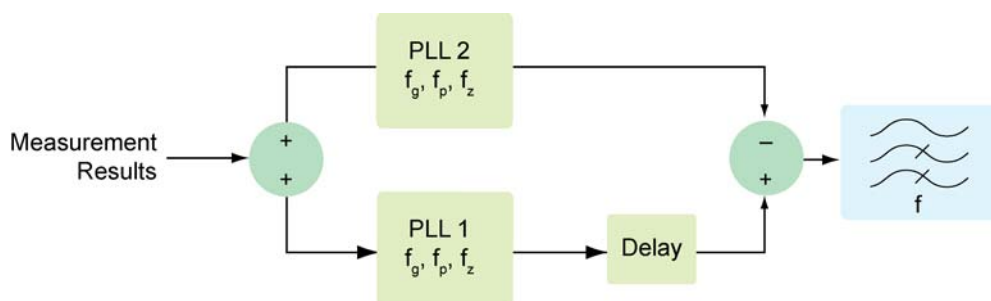 PLL 2
f_g, f_p, f_z
Measurement
Results
+
+
−
+
PLL 1
f_g, f_p, f_z
Delay
f